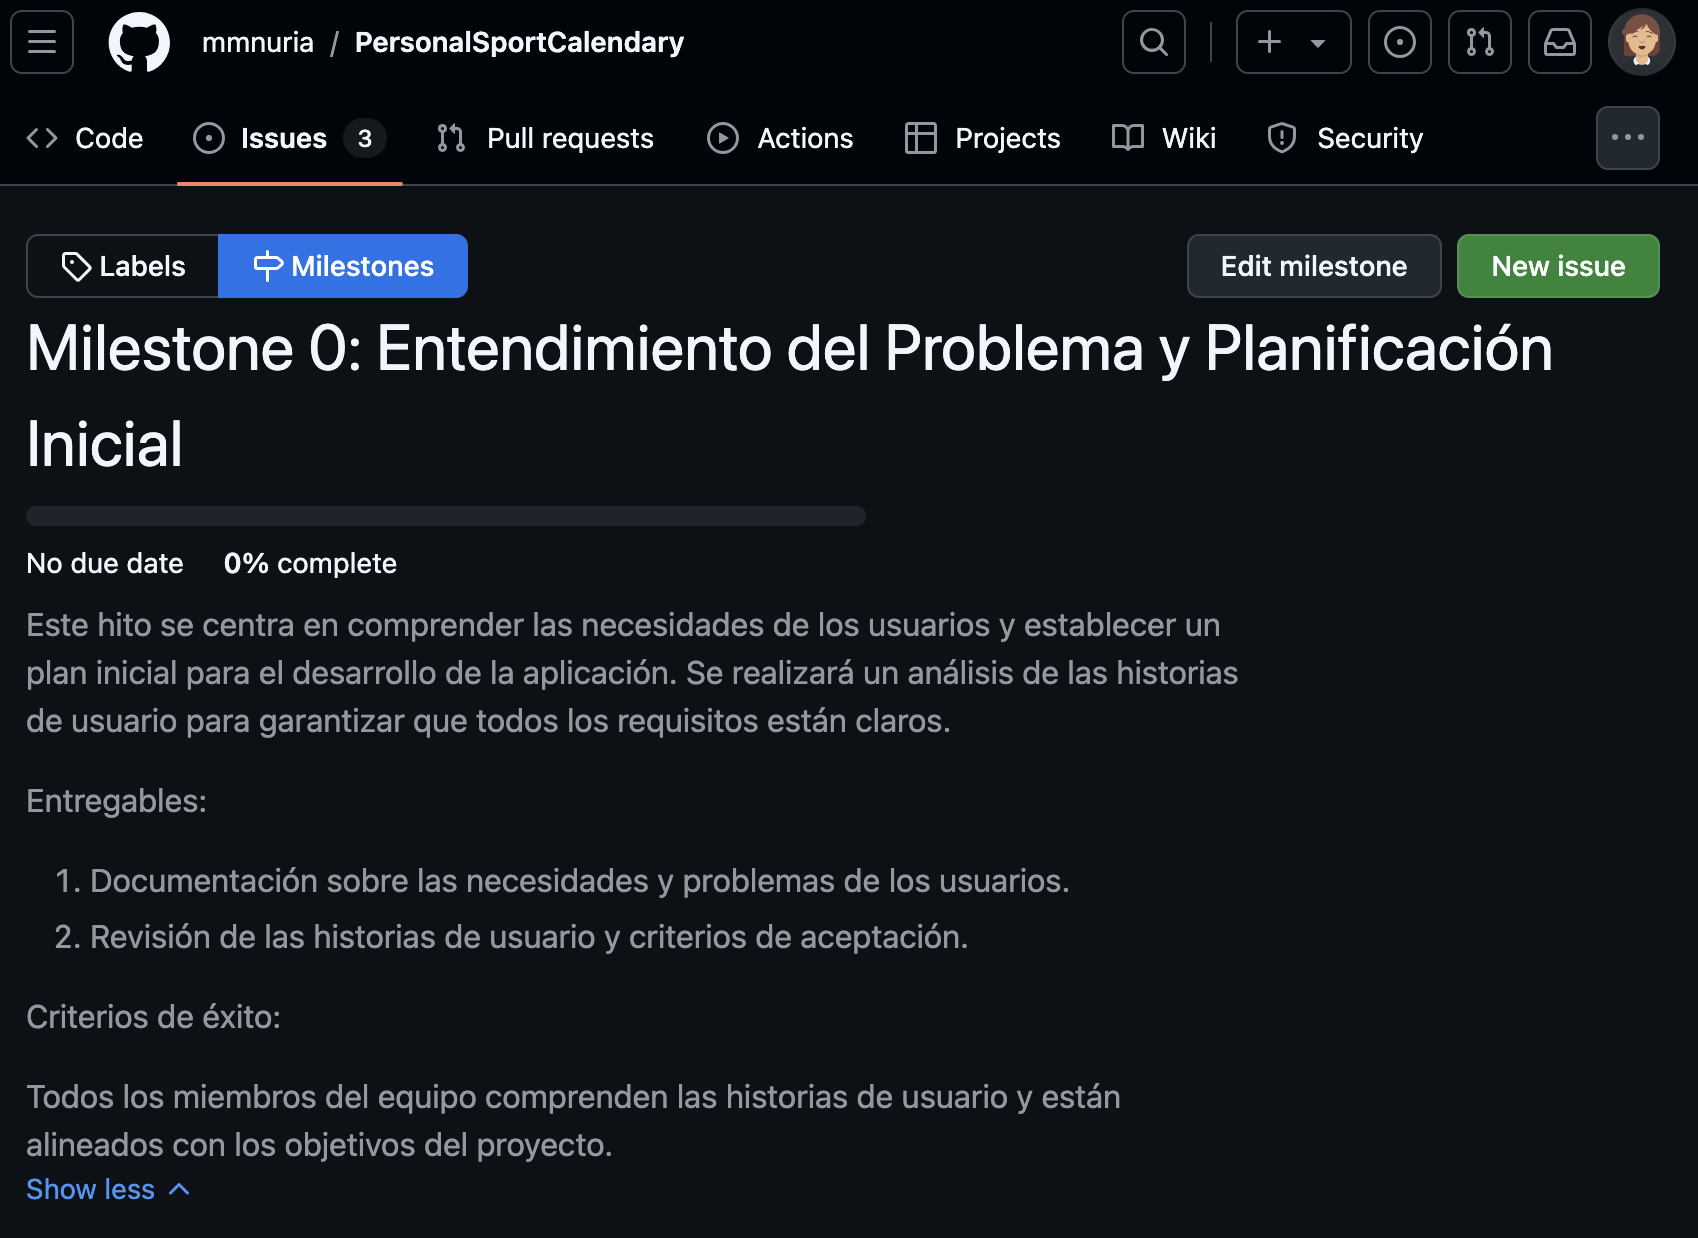 mmnuria / PersonalSportCalendary
Code
Issues 3
Pull requests
Actions
Projects
Wiki
Security
Labels
Milestones
Edit milestone
New issue
Milestone 0: Entendimiento del Problema y Planificación
Inicial
No due date 0% complete
Este hito se centra en comprender las necesidades de los usuarios y establecer un
plan inicial para el desarrollo de la aplicación. Se realizará un análisis de las historias
de usuario para garantizar que todos los requisitos están claros.
Entregables:
1. Documentación sobre las necesidades y problemas de los usuarios.
2. Revisión de las historias de usuario y criterios de aceptación.
Criterios de éxito:
Todos los miembros del equipo comprenden las historias de usuario y están
alineados con los objetivos del proyecto.
Show less